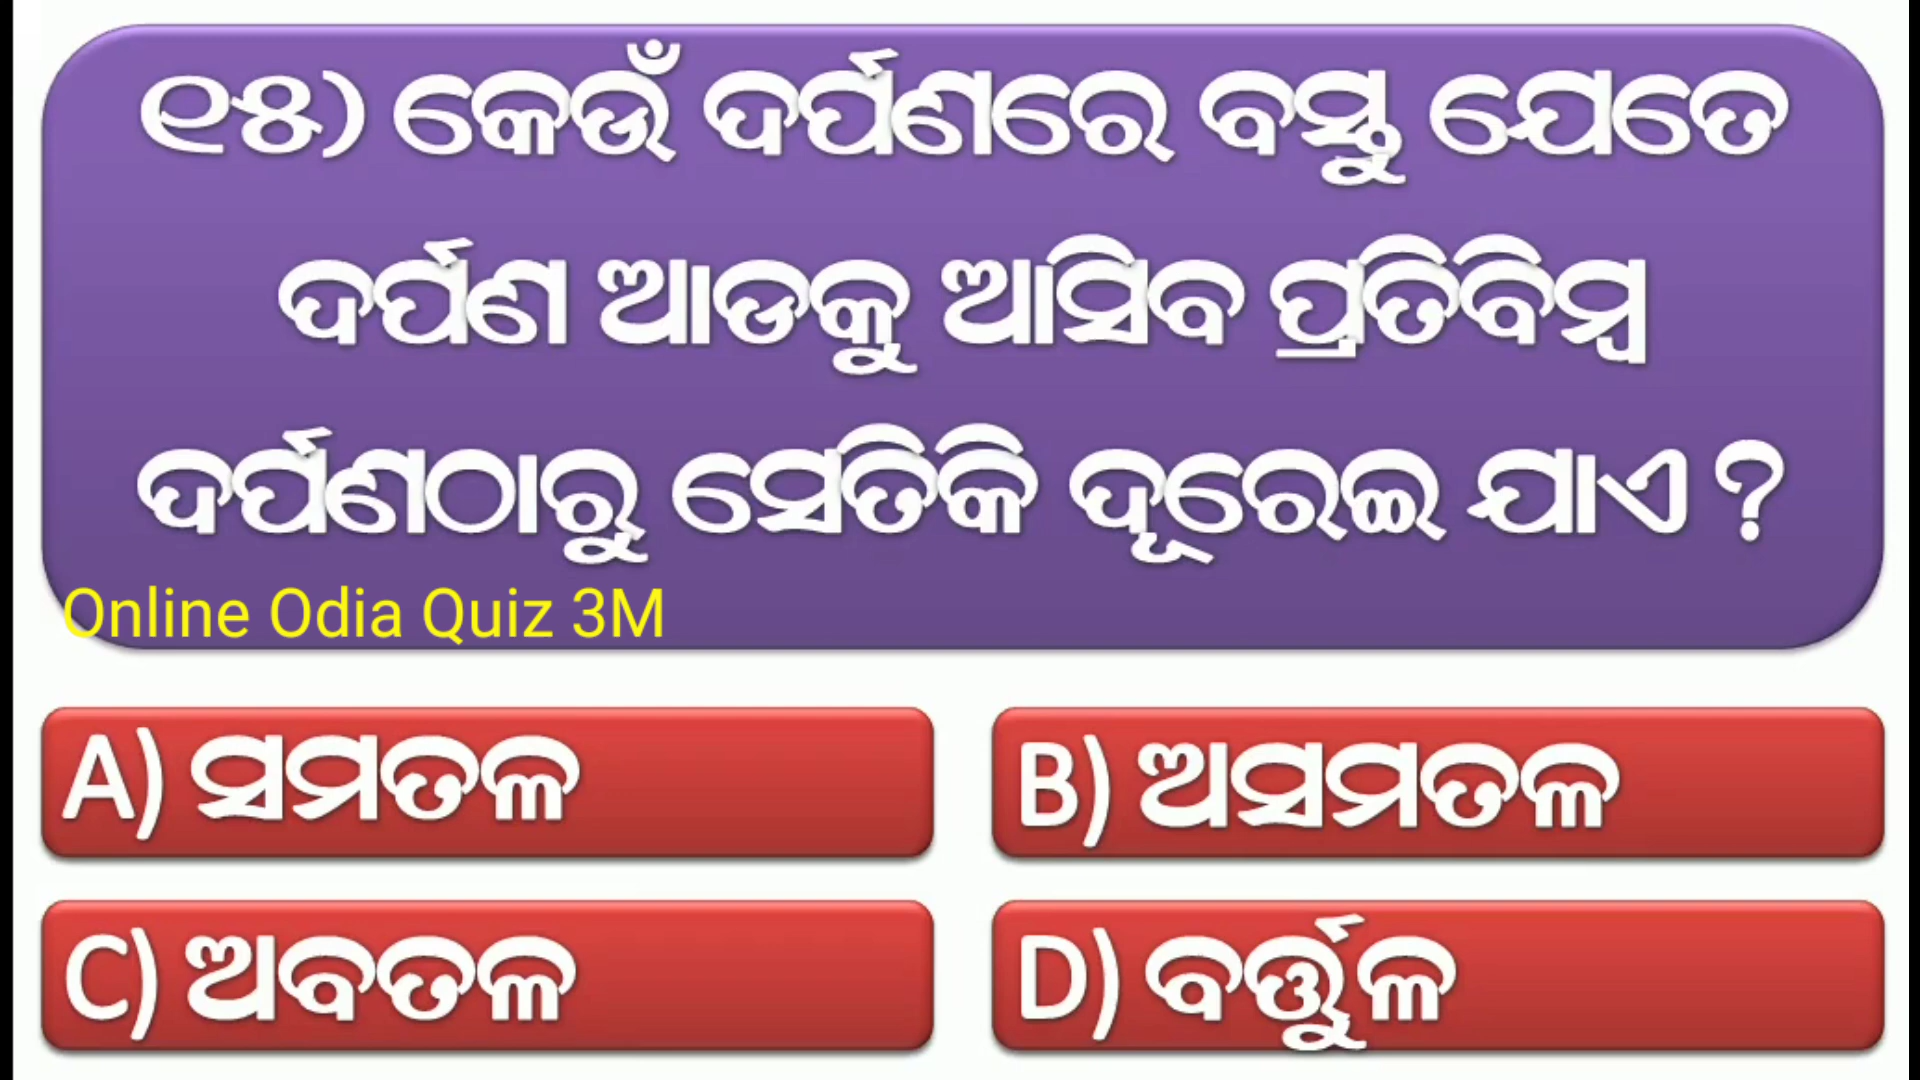 ୧୫) କେଉଁ ଦର୍ପଣରେ ବସ୍ତୁ ଯେତେ
ଦର୍ପଣ ଆଡକୁ ଆସିବ ପ୍ରତିବିମ୍ବ
ଦର୍ପଣଠାରୁ ସେତିକି ଦୂରେଇ ଯାଏ ?
Online Odia Quiz 3M
A) ସମତଳ
B) ଅସମତଳ
C) ଅବତଳ
D) ବର୍ତ୍ତୁଳ